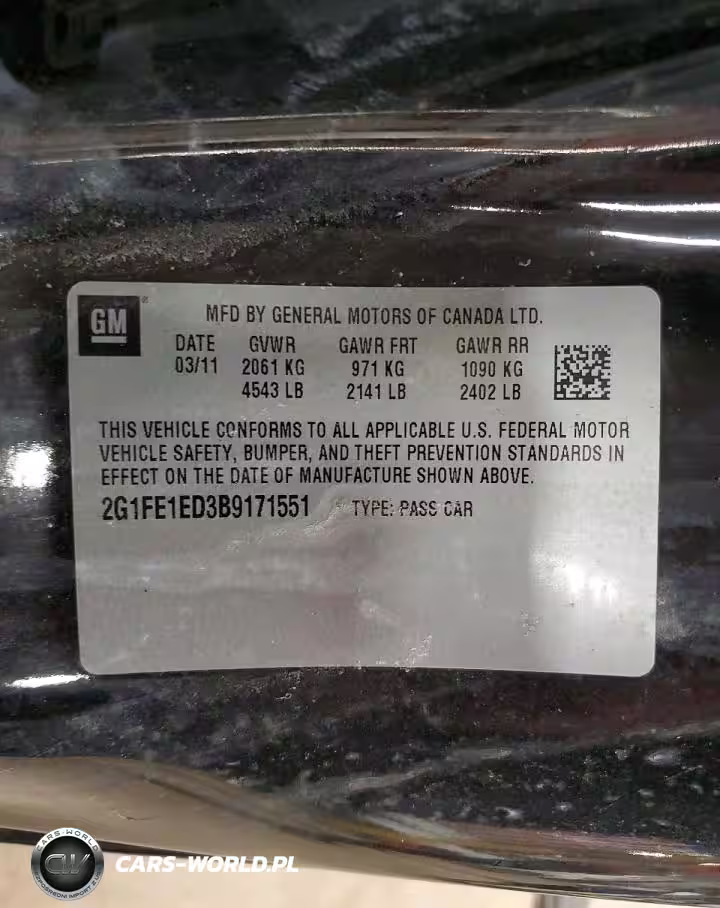 GM®
MFD BY GENERAL MOTORS OF CANADA LTD.
DATE GVWR GAWR FRT GAWR RR
03/11 2061 KG 971 KG 1090 KG
4543 LB 2141 LB 2402 LB
THIS VEHICLE CONFORMS TO ALL APPLICABLE U.S. FEDERAL MOTOR
VEHICLE SAFETY, BUMPER, AND THEFT PREVENTION STANDARDS IN
EFFECT ON THE DATE OF MANUFACTURE SHOWN ABOVE.
2G1FE1ED3B9171551 TYPE: PASS CAR
CARS-WORLD
CW
CARS-WORLD.PL